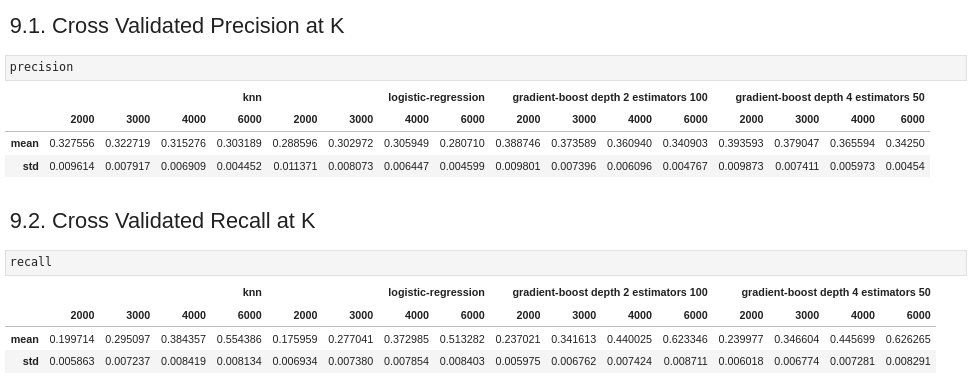 9.1. Cross Validated Precision at K
precision
knn logistic-regression gradient-boost depth 2 estimators 100 gradient-boost depth 4 estimators 50
2000 3000 4000 6000 2000 3000 4000 6000 2000 3000 4000 6000 2000 3000 4000 6000
mean 0.327556 0.322719 0.315276 0.303189 0.288596 0.302972 0.305949 0.280710 0.388746 0.373589 0.360940 0.340903 0.393593 0.379047 0.365594 0.34250
std 0.009614 0.007917 0.006909 0.004452 0.011371 0.008073 0.006447 0.004599 0.009801 0.007396 0.006096 0.004767 0.009873 0.007411 0.005973 0.00454
9.2. Cross Validated Recall at K
recall
knn logistic-regression gradient-boost depth 2 estimators 100 gradient-boost depth 4 estimators 50
2000 3000 4000 6000 2000 3000 4000 6000 2000 3000 4000 6000 2000 3000 4000 6000
mean 0.199714 0.295097 0.384357 0.554386 0.175959 0.277041 0.372985 0.513282 0.237021 0.341613 0.440025 0.623346 0.239977 0.346604 0.445699 0.626265
std 0.005863 0.007237 0.008419 0.008134 0.006934 0.007380 0.007854 0.008403 0.005975 0.006762 0.007424 0.008711 0.006018 0.006774 0.007281 0.008291